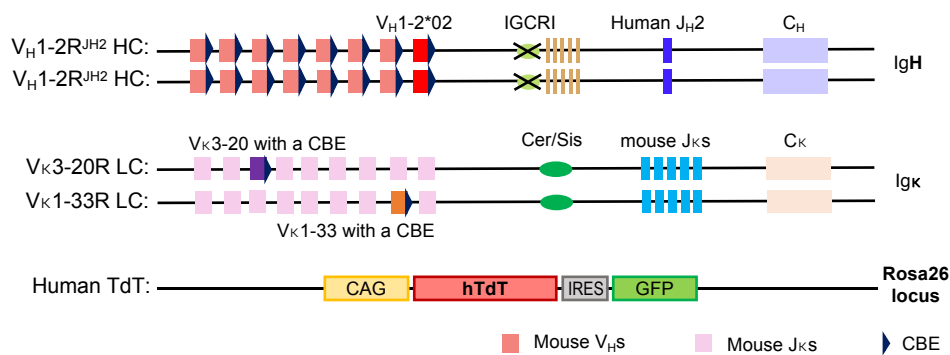 VH1-2*02 IGCRI Human JH2 CH
VH1-2RJH2 HC:
VH1-2RJH2 HC:
IgH
Vκ3-20 with a CBE Cer/Sis mouse Jκs Cκ
Vκ3-20R LC:
Vκ1-33R LC:
Igκ
Vκ1-33 with a CBE
Human TdT: CAG hTdT IRES GFP Rosa26
locus
Mouse VHs Mouse Jκs CBE